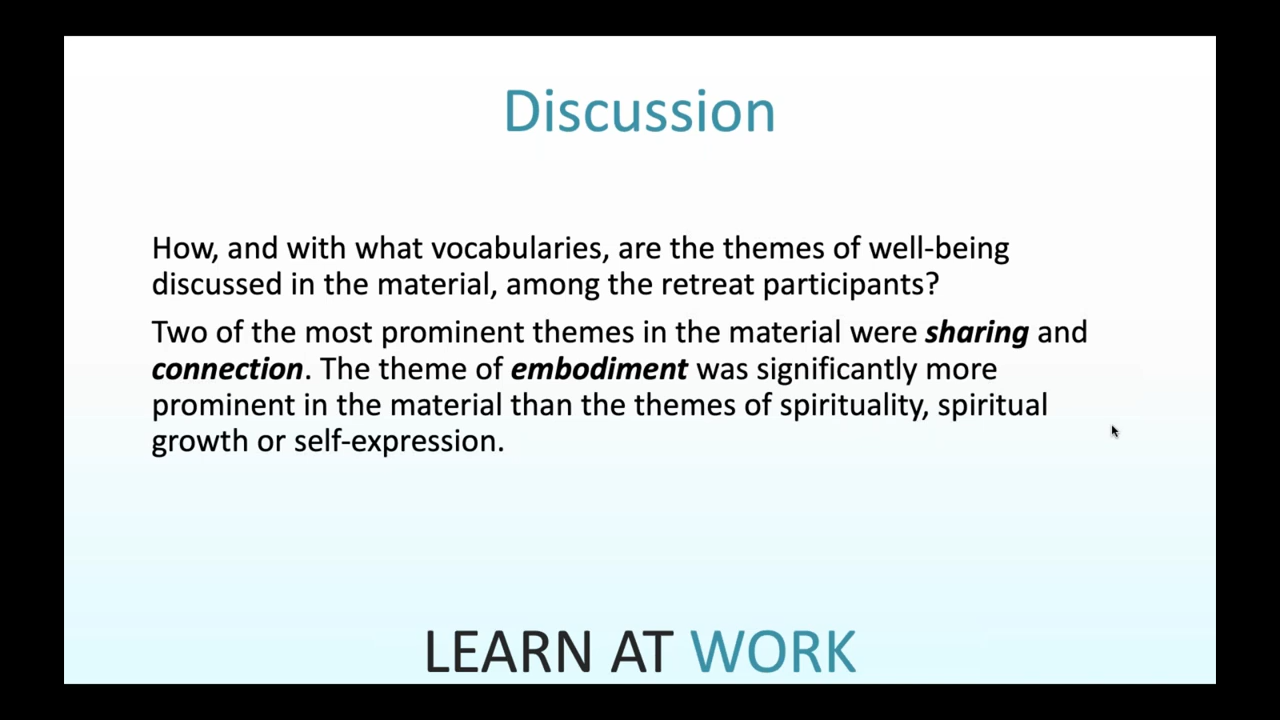 Discussion
How, and with what vocabularies, are the themes of well-being
discussed in the material, among the retreat participants?
Two of the most prominent themes in the material were sharing and
connection. The theme of embodiment was significantly more
prominent in the material than the themes of spirituality, spiritual
growth or self-expression.
LEARN AT WORK